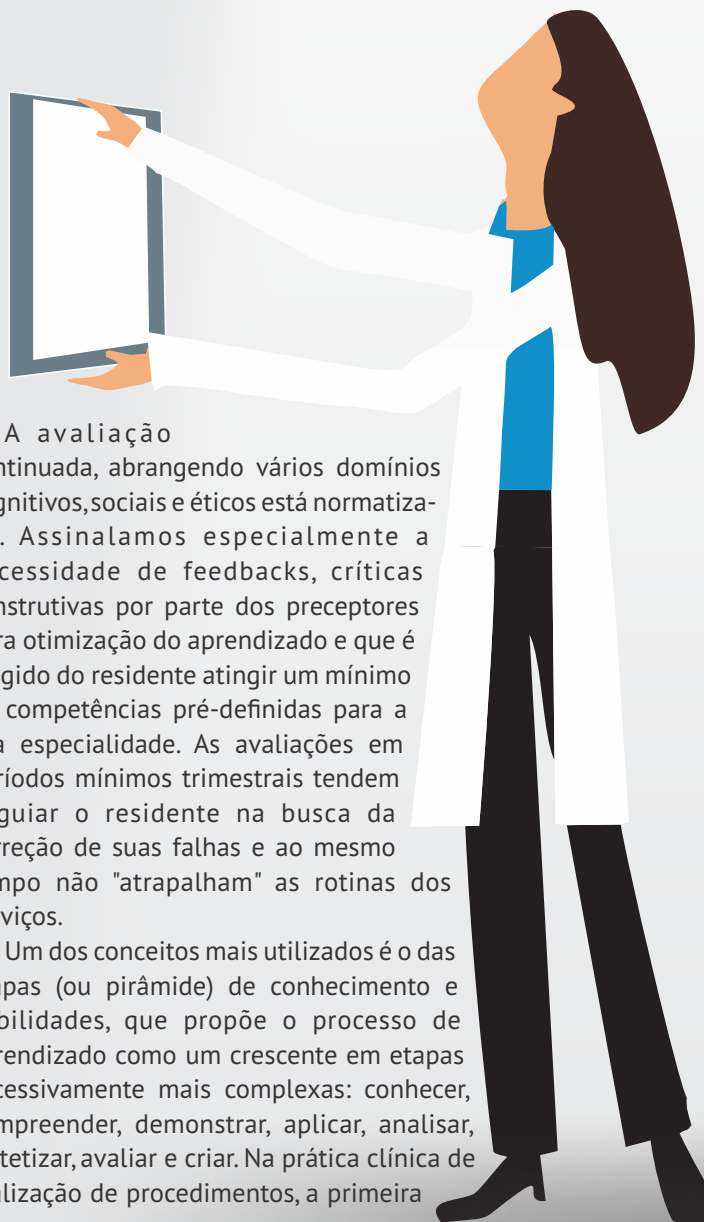 A avaliação
ntinuada, abrangendo vários domínios
gnitivos, sociais e éticos está normatiza-
. Assinalamos especialmente a
cessidade de feedbacks, críticas
nstrutivas por parte dos preceptores
ra otimização do aprendizado e que é
gido do residente atingir um mínimo
competências pré-definidas para a
a especialidade. As avaliações em
ríodos mínimos trimestrais tendem
guiar o residente na busca da
rreção de suas falhas e ao mesmo
mpo não "atrapalham" as rotinas dos
viços.
Um dos conceitos mais utilizados é o das
apas (ou pirâmide) de conhecimento e
bilidades, que propõe o processo de
rendizado como um crescente em etapas
cessivamente mais complexas: conhecer,
mpreender, demonstrar, aplicar, analisar,
tetizar, avaliar e criar. Na prática clínica de
alização de procedimentos, a primeira